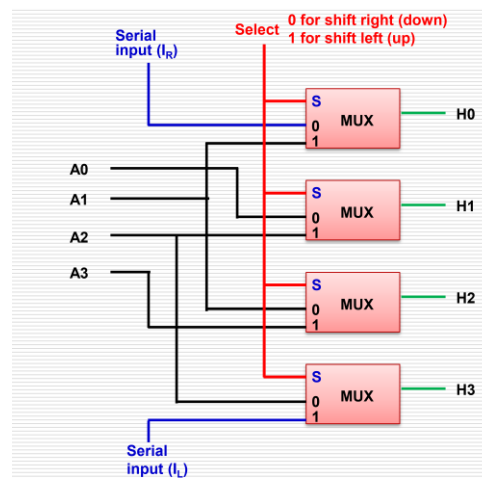 Select 0 for shift right (down)
1 for shift left (up)
Serial
input (IR)
S
0
1
MUX
H0
A0
A1
A2
A3
S
0
1
MUX
H1
S
0
1
MUX
H2
S
0
1
MUX
H3
Serial
input (IL)